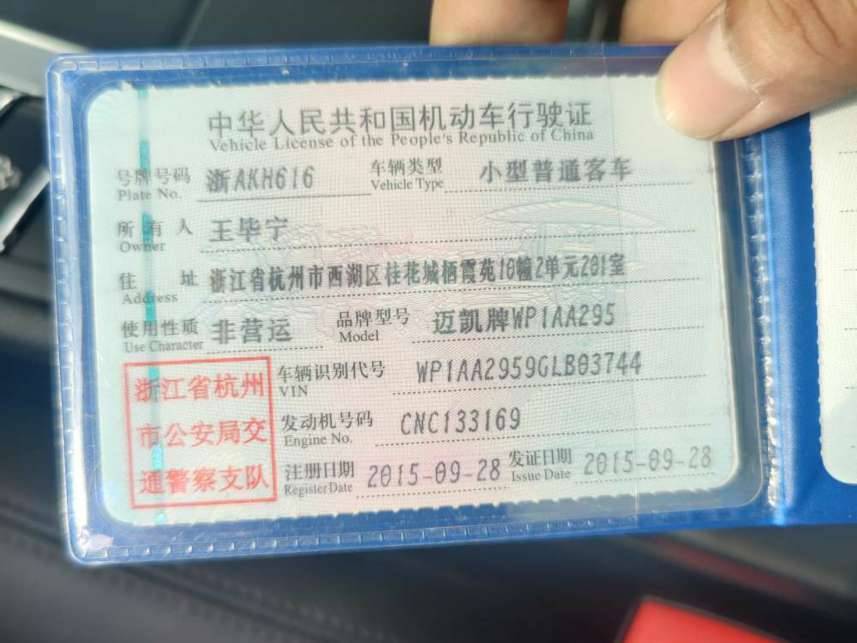 中华人民共和国机动车行驶证
Vehicle License of the People's Republic of China
号牌号码 浙AKH616 车辆类型 小型普通客车
Plate No. Vehicle Type
所有人 王毕宁
Owner
住址 浙江省杭州市西湖区桂花城栖霞苑10幢2单元201室
Address
使用性质 非营运 品牌型号 迈凯牌WP1AA295
Use Character Model
浙江省杭州
市公安局交
通警察支队
车辆识别代号 WP1AA2959GLB03744
VIN
发动机号码 CNC133169
Engine No.
注册日期 2015-09-28 发证日期 2015-09-28
Register Date Issue Date